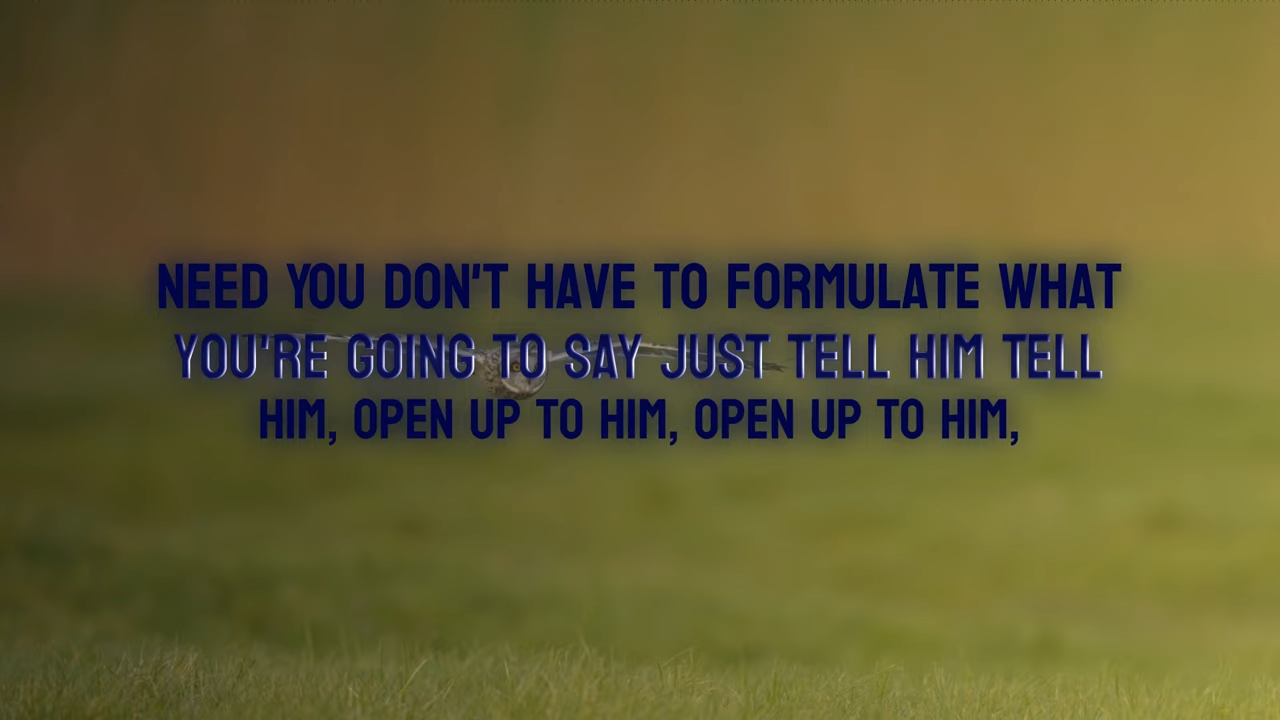 NEED YOU DON'T HAVE TO FORMULATE WHAT
YOU'RE GOING TO SAY JUST TELL HIM TELL
HIM, OPEN UP TO HIM, OPEN UP TO HIM,